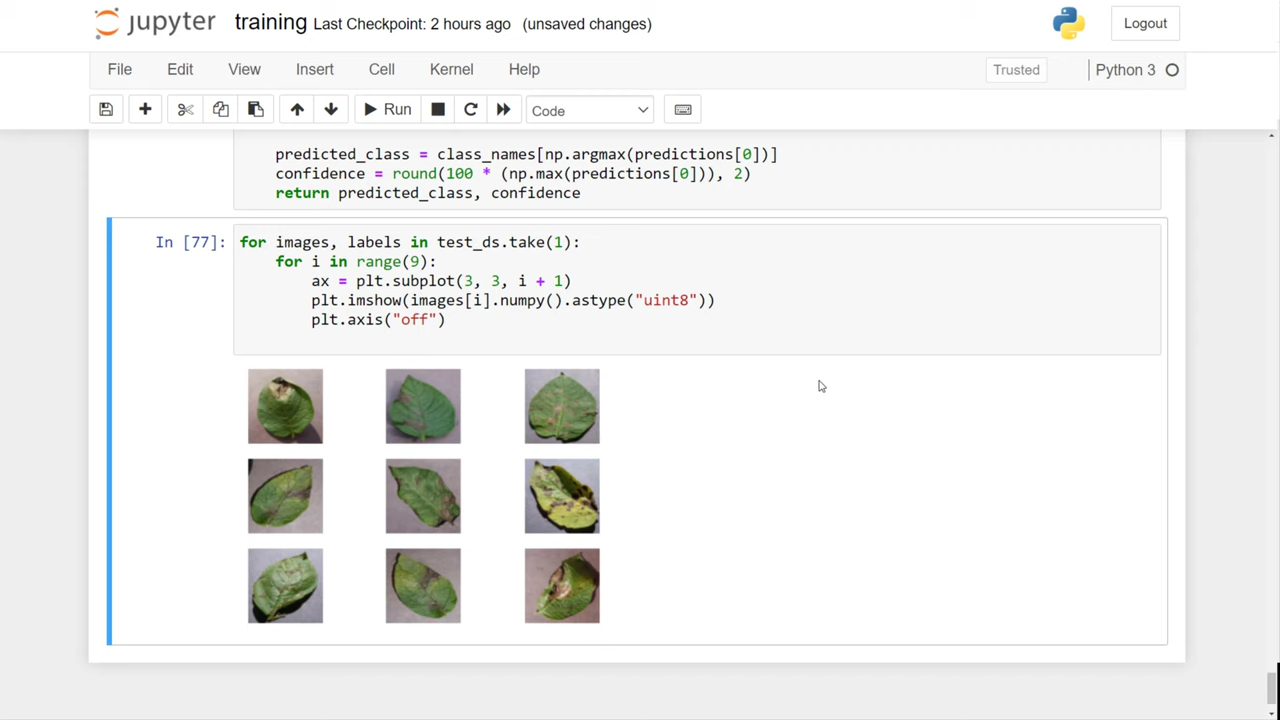 jupyter training Last Checkpoint: 2 hours ago (unsaved changes) Logout
File Edit View Insert Cell Kernel Help Trusted Python 3
Run Code
predicted_class = class_names[np.argmax(predictions[0])]
confidence = round(100 * (np.max(predictions[0])), 2)
return predicted_class, confidence
In [77]: for images, labels in test_ds.take(1):
for i in range(9):
ax = plt.subplot(3, 3, i + 1)
plt.imshow(images[i].numpy().astype("uint8"))
plt.axis("off")